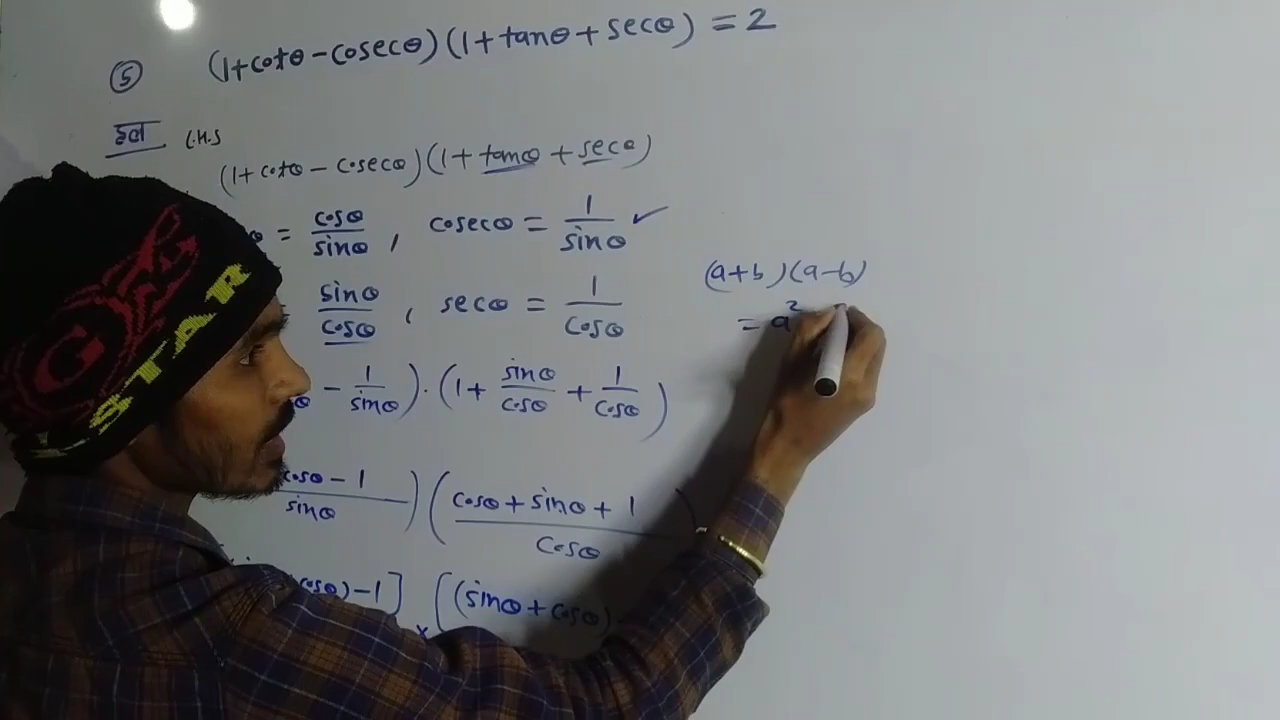 ⑤ (1+cotθ-cosecθ)(1+tanθ+secθ) = 2
हल L.H.S
(1+cotθ - cosecθ)(1+ tanθ + secθ)
θ = cosθ/sinθ , cosecθ = 1/sinθ ✓
sinθ/cosθ , secθ = 1/cosθ
θ - 1/sinθ ) · (1+ sinθ/cosθ + 1/cosθ )
cosθ - 1 / sinθ ) ( cosθ + sinθ + 1 / cosθ
cosθ) - 1 ] × [ (sinθ + cosθ)
(a+b)(a-b)
= a²
STAR